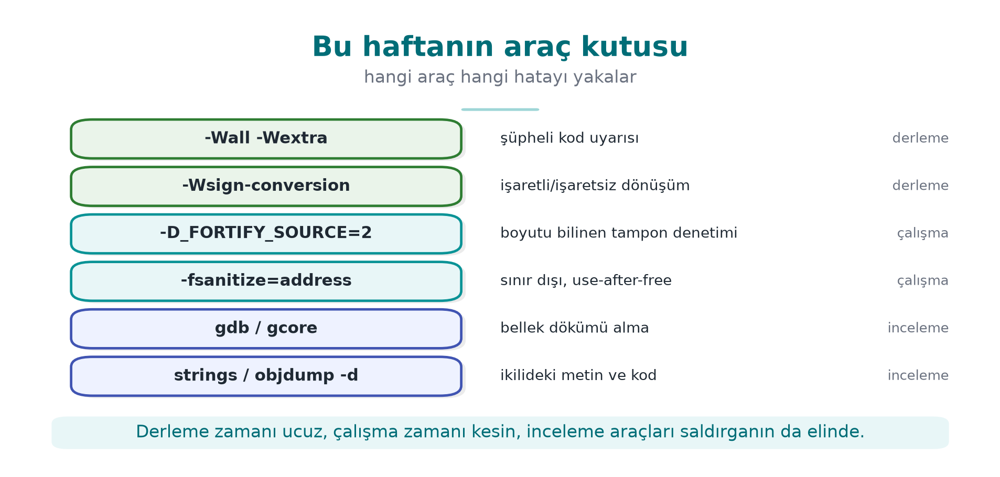 Bu haftanın araç kutusu
hangi araç hangi hatayı yakalar
-Wall -Wextra şüpheli kod uyarısı derleme
-Wsign-conversion işaretli/işaretsiz dönüşüm derleme
-D_FORTIFY_SOURCE=2 boyutu bilinen tampon denetimi çalışma
-fsanitize=address sınır dışı, use-after-free çalışma
gdb / gcore bellek dökümü alma inceleme
strings / objdump -d ikilideki metin ve kod inceleme
Derleme zamanı ucuz, çalışma zamanı kesin, inceleme araçları saldırganın da elinde.